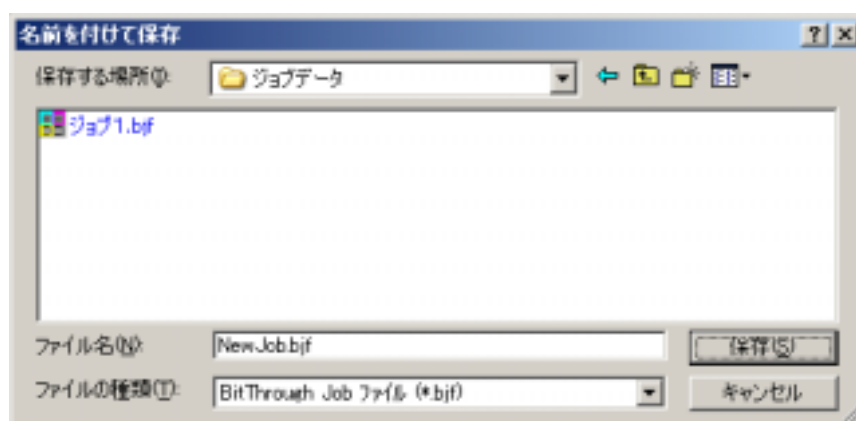 名前を付けて保存
保存する場所(I): ジョブデータ
ジョブ1.bjf
ファイル名(N): NewJob.bjf 保存(S)
ファイルの種類(T): BitThrough Job ファイル (*.bjf) キャンセル